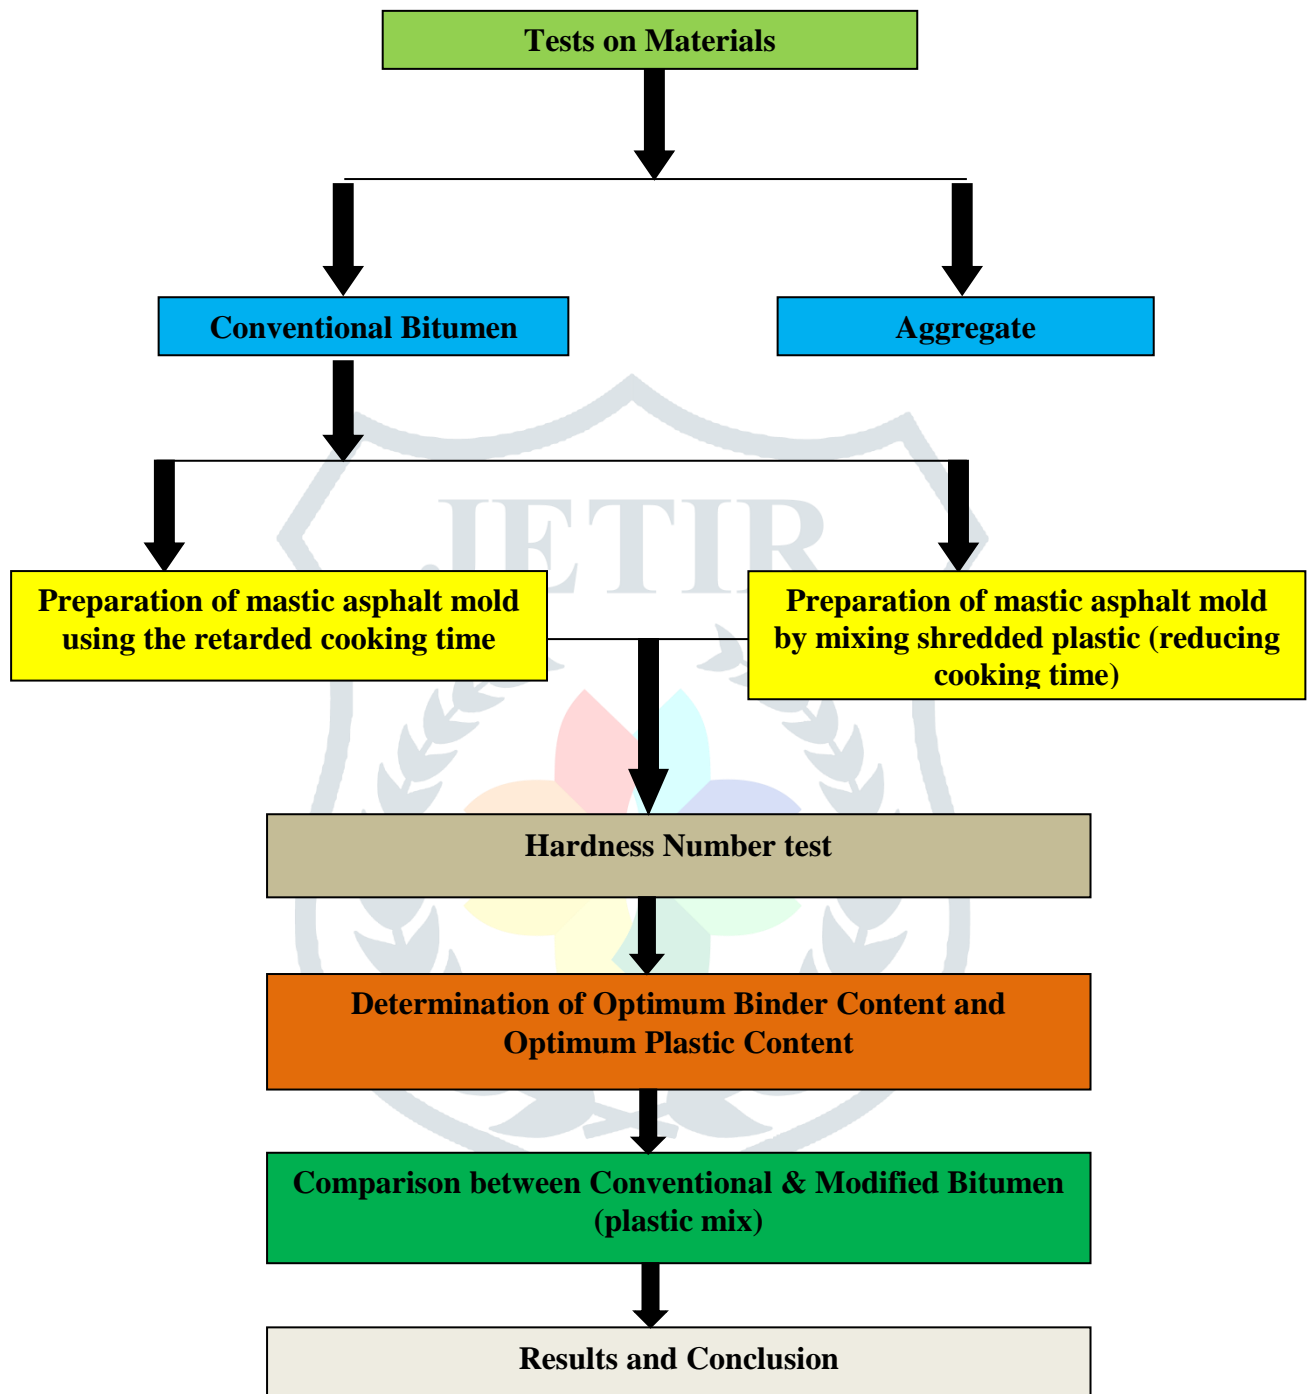 Tests on Materials
Conventional Bitumen
Aggregate
JETIR
Preparation of mastic asphalt mold
using the retarded cooking time
Preparation of mastic asphalt mold
by mixing shredded plastic (reducing
cooking time)
Hardness Number test
Determination of Optimum Binder Content and
Optimum Plastic Content
Comparison between Conventional & Modified Bitumen
(plastic mix)
Results and Conclusion